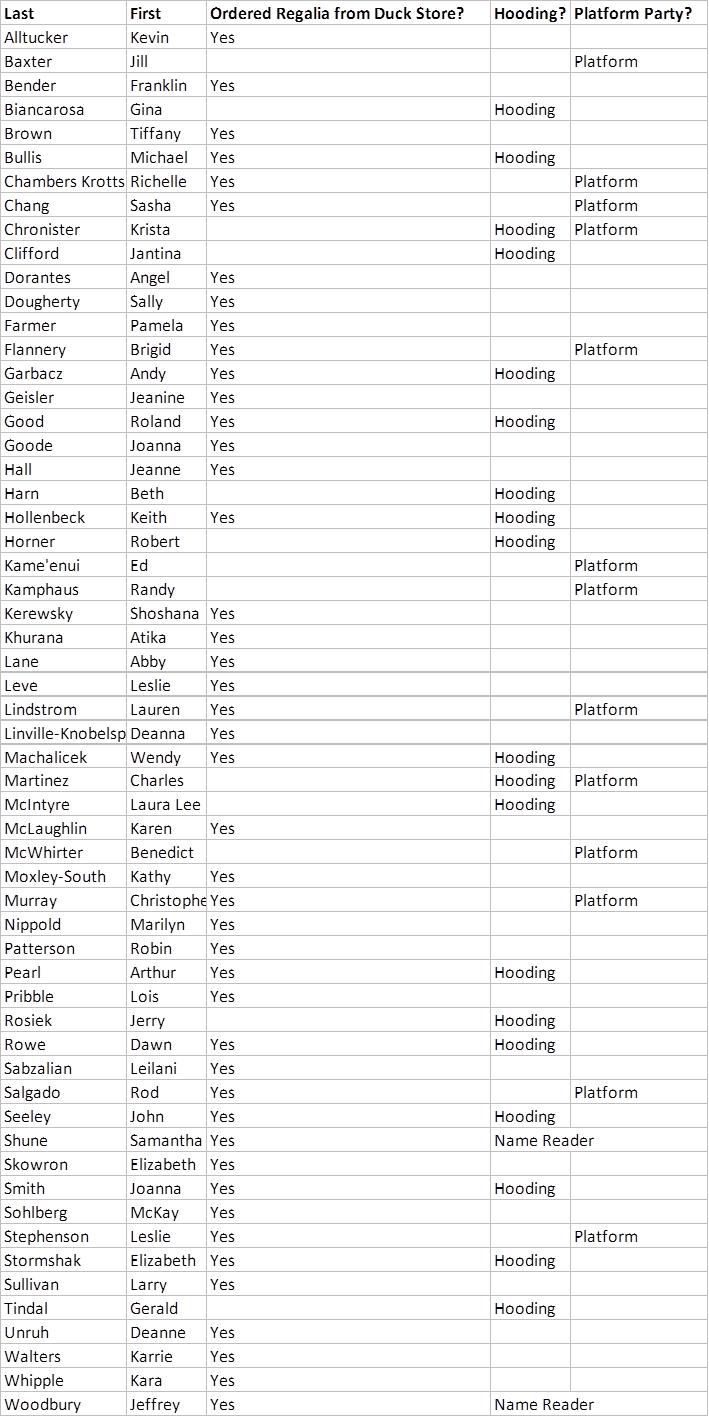 Last First Ordered Regalia from Duck Store? Hooding? Platform Party?
Alltucker Kevin Yes
Baxter Jill Platform
Bender Franklin Yes
Biancarosa Gina Hooding
Brown Tiffany Yes
Bullis Michael Yes Hooding
Chambers Krotts Richelle Yes Platform
Chang Sasha Yes Platform
Chronister Krista Hooding Platform
Clifford Jantina Hooding
Dorantes Angel Yes
Dougherty Sally Yes
Farmer Pamela Yes
Flannery Brigid Yes Platform
Garbacz Andy Yes Hooding
Geisler Jeanine Yes
Good Roland Yes Hooding
Goode Joanna Yes
Hall Jeanne Yes
Harn Beth Hooding
Hollenbeck Keith Yes Hooding
Horner Robert Hooding
Kame'enui Ed Platform
Kamphaus Randy Platform
Kerewsky Shoshana Yes
Khurana Atika Yes
Lane Abby Yes
Leve Leslie Yes
Lindstrom Lauren Yes Platform
Linville-Knobelsp Deanna Yes
Machalicek Wendy Yes Hooding
Martinez Charles Hooding Platform
McIntyre Laura Lee Hooding
McLaughlin Karen Yes
McWhirter Benedict Platform
Moxley-South Kathy Yes
Murray Christophe Yes Platform
Nippold Marilyn Yes
Patterson Robin Yes
Pearl Arthur Yes Hooding
Pribble Lois Yes
Rosiek Jerry Hooding
Rowe Dawn Yes Hooding
Sabzalian Leilani Yes
Salgado Rod Yes Platform
Seeley John Yes Hooding
Shune Samantha Yes Name Reader
Skowron Elizabeth Yes
Smith Joanna Yes Hooding
Sohlberg McKay Yes
Stephenson Leslie Yes Platform
Stormshak Elizabeth Yes Hooding
Sullivan Larry Yes
Tindal Gerald Hooding
Unruh Deanne Yes
Walters Karrie Yes
Whipple Kara Yes
Woodbury Jeffrey Yes Name Reader